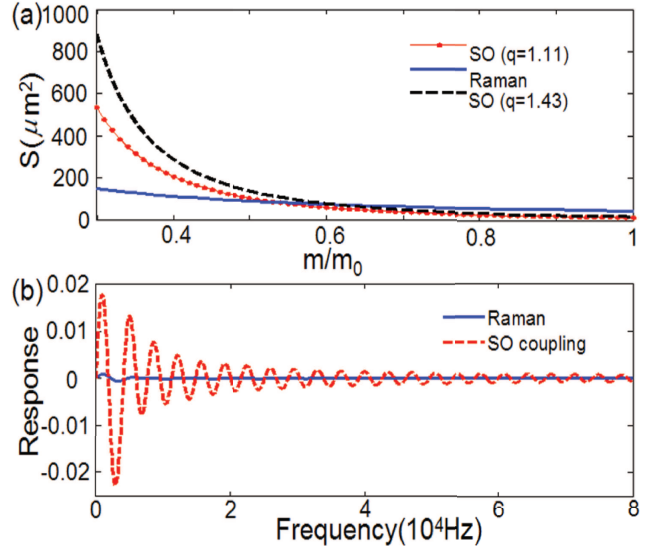 (a)
1000
800
600
400
200
0
S(μm²)
SO (q=1.11)
Raman
SO (q=1.43)
0.4 0.6 0.8 1
m/m₀
(b)
0.02
0.01
0
-0.01
-0.02
Response
Raman
SO coupling
0 2 4 6 8
Frequency(10⁴Hz)